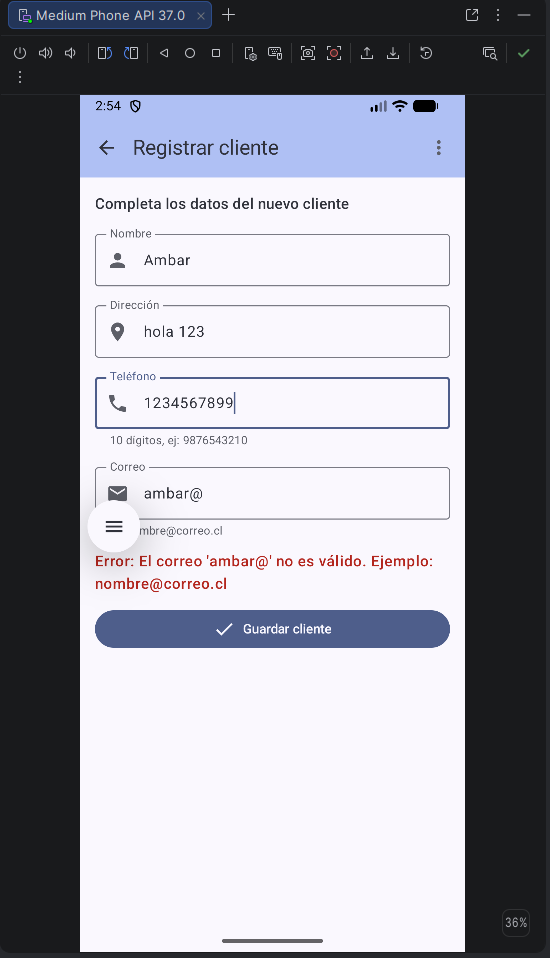 Medium Phone API 37.0
2:54
Registrar cliente
Completa los datos del nuevo cliente
Nombre
Ambar
Dirección
hola 123
Teléfono
1234567899
10 dígitos, ej: 9876543210
Correo
ambar@
mbre@correo.cl
Error: El correo 'ambar@' no es válido. Ejemplo:
nombre@correo.cl
Guardar cliente
36%